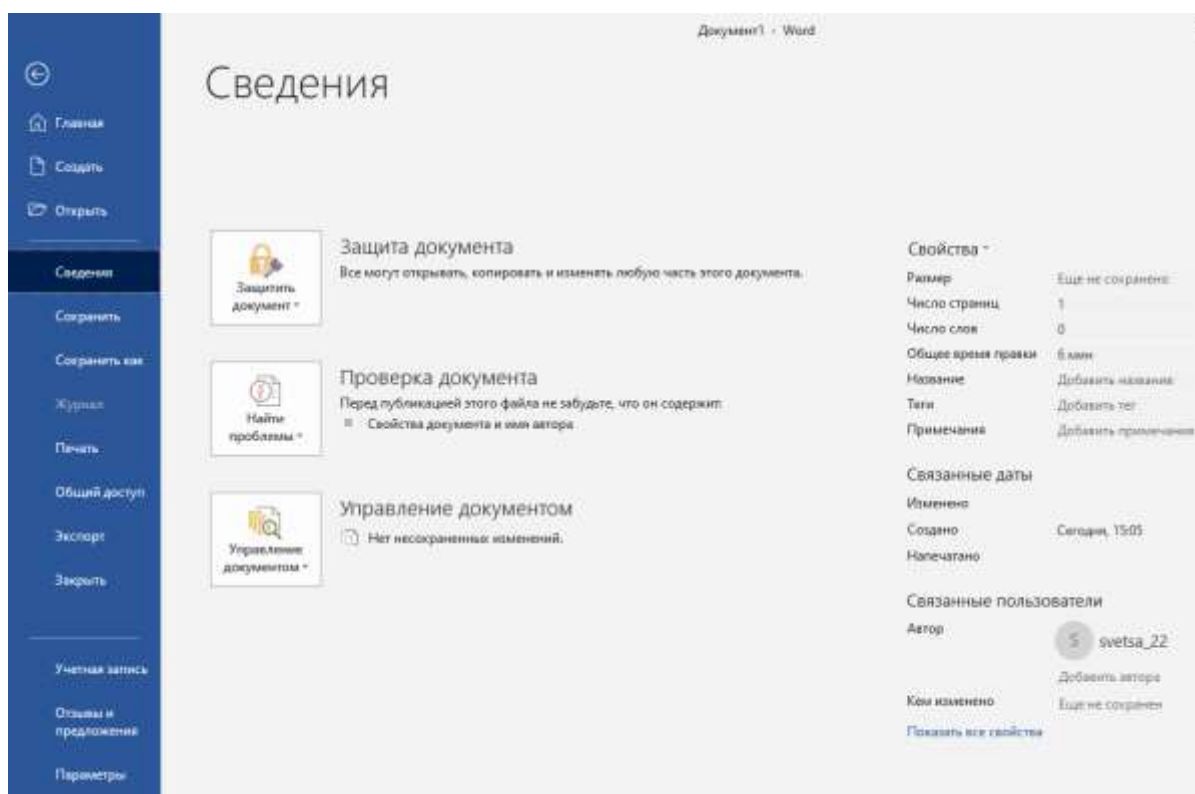 Документ1 - Word
Сведения
Главная
Создать
Открыть
Сведения
Сохранить
Сохранить как
Журнал
Печать
Общий доступ
Экспорт
Закрыть
Учетная запись
Отзывы и
предложения
Параметры
Защитить
документ
Защита документа
Все могут открывать, копировать и изменять любую часть этого документа.
Найти
проблемы
Проверка документа
Перед публикацией этого файла не забудьте, что он содержит:
Свойства документа и имя автора
Управление
документом
Управление документом
Нет несохраненных изменений.
Свойства
Размер Еще не сохранено
Число страниц 1
Число слов 0
Общее время правки 6 мин
Название Добавить название
Теги Добавить тег
Примечания Добавить примечания
Связанные даты
Изменено
Создано Сегодня, 15:05
Напечатано
Связанные пользователи
Автор
S svetsa_22
Добавить автора
Кем изменено Еще не сохранен
Показать все свойства